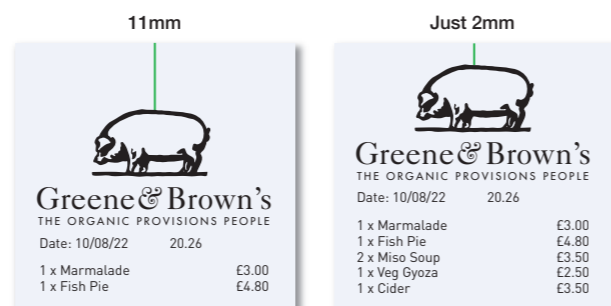 11mm
Greene & Brown's
THE ORGANIC PROVISIONS PEOPLE
Date: 10/08/22 20.26
1 x Marmalade £3.00
1 x Fish Pie £4.80
Just 2mm
Greene & Brown's
THE ORGANIC PROVISIONS PEOPLE
Date: 10/08/22 20.26
1 x Marmalade £3.00
1 x Fish Pie £4.80
2 x Miso Soup £3.50
1 x Veg Gyoza £2.50
1 x Cider £3.50